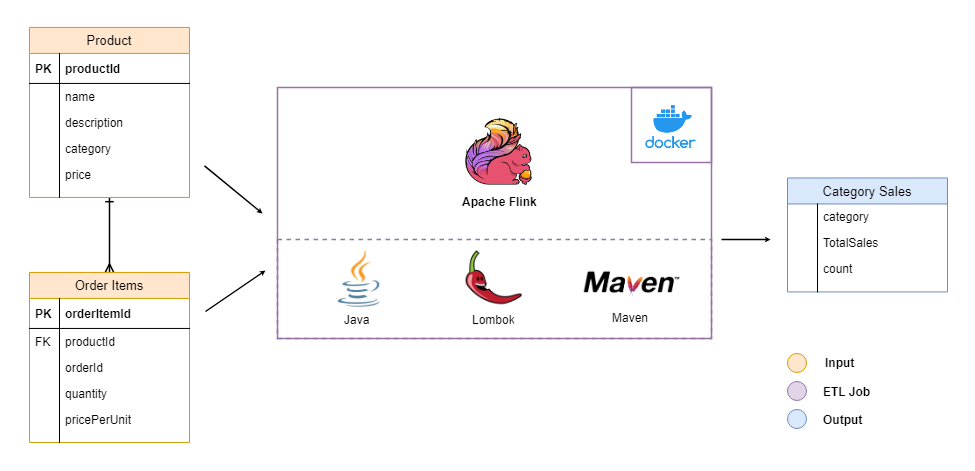 Product
PK productId
name
description
category
price
Order Items
PK orderItemId
FK productId
orderId
quantity
pricePerUnit
docker
Apache Flink
Maven™
Java
Lombok
Maven
Category Sales
category
TotalSales
count
Input
ETL Job
Output